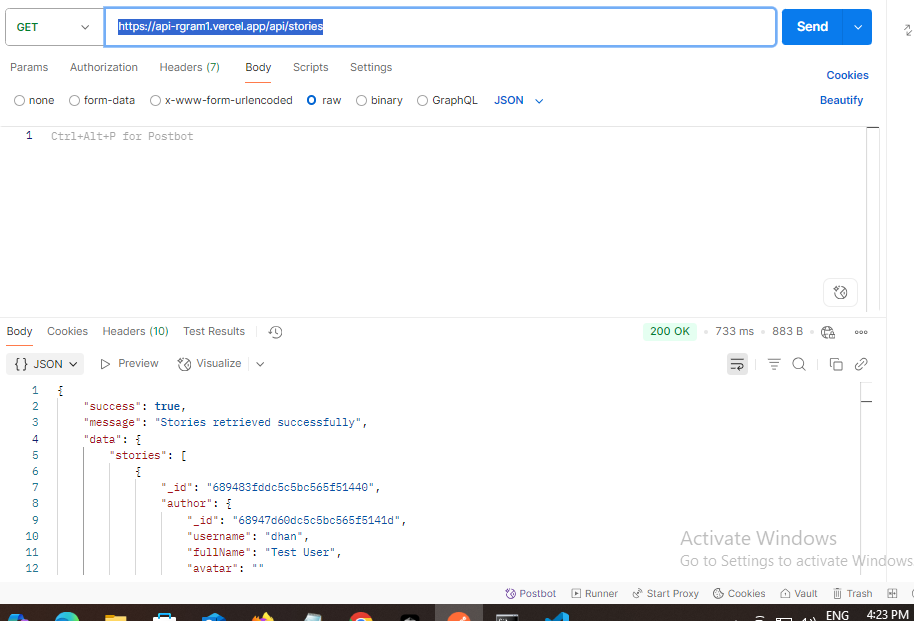 GET https://api-rgram1.vercel.app/api/stories Send
Params Authorization Headers (7) Body Scripts Settings Cookies
none form-data x-www-form-urlencoded raw binary GraphQL JSON Beautify
1 Ctrl+Alt+P for Postbot
Body Cookies Headers (10) Test Results 200 OK 733 ms 883 B
{} JSON Preview Visualize
1 {
2 "success": true,
3 "message": "Stories retrieved successfully",
4 "data": {
5 "stories": [
6 {
7 "_id": "689483fddc5c5bc565f51440",
8 "author": {
9 "_id": "68947d60dc5c5bc565f5141d",
10 "username": "dhan",
11 "fullName": "Test User",
12 "avatar": ""
Activate Windows
Go to Settings to activate Windows
Postbot Runner Start Proxy Cookies Vault Trash
ENG 4:23 PM